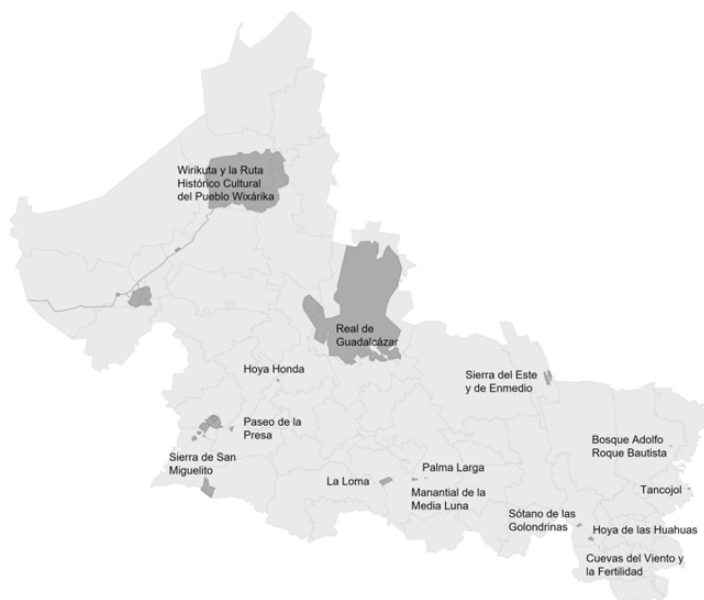 Wirikuta y la Ruta
Histórico Cultural
del Pueblo Wixárika
Real de
Guadalcázar
Hoya Honda
Sierra del Este
y de Enmedio
Paseo de la
Presa
Bosque Adolfo
Roque Bautista
Sierra de San
Miguelito
La Loma
Palma Larga
Manantial de la
Media Luna
Tancojol
Sótano de las
Golondrinas
Hoya de las Huahuas
Cuevas del Viento y
la Fertilidad